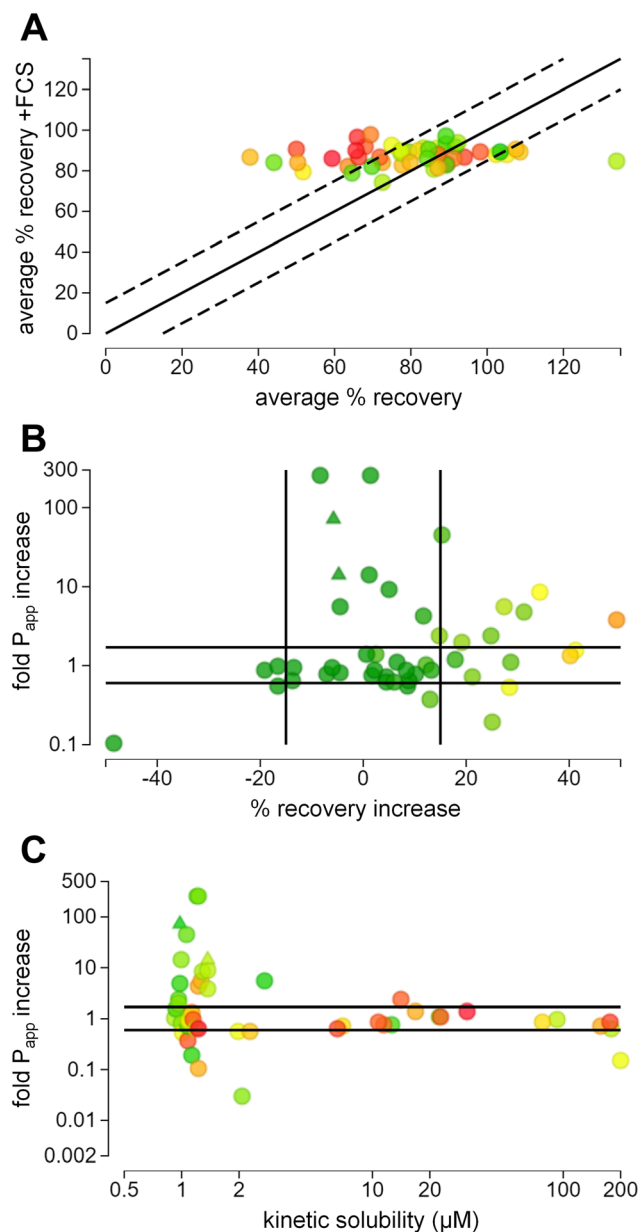 A
average % recovery +FCS
120
100
80
60
40
20
0
0 20 40 60 80 100 120
average % recovery
B
fold Papp increase
300
100
10
1
0.1
-40 -20 0 20 40
% recovery increase
C
fold Papp increase
500
100
10
1
0.1
0.01
0.002
0.5 1 2 10 20 100 200
kinetic solubility (µM)